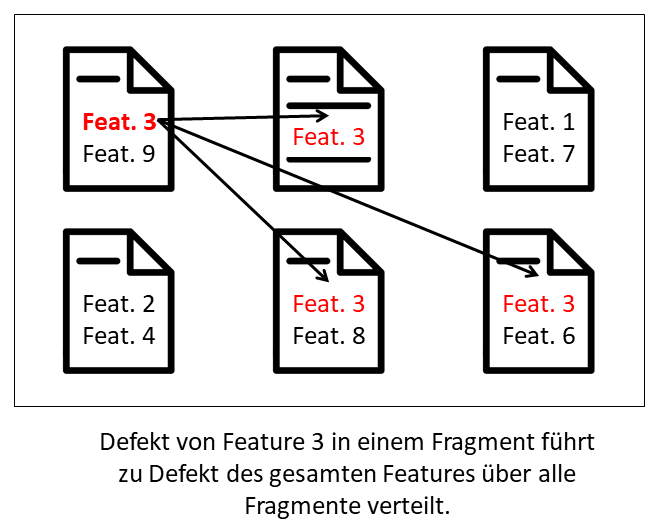 Feat. 3
Feat. 9
Feat. 3
Feat. 1
Feat. 7
Feat. 2
Feat. 4
Feat. 3
Feat. 8
Feat. 3
Feat. 6
Defekt von Feature 3 in einem Fragment führt
zu Defekt des gesamten Features über alle
Fragmente verteilt.